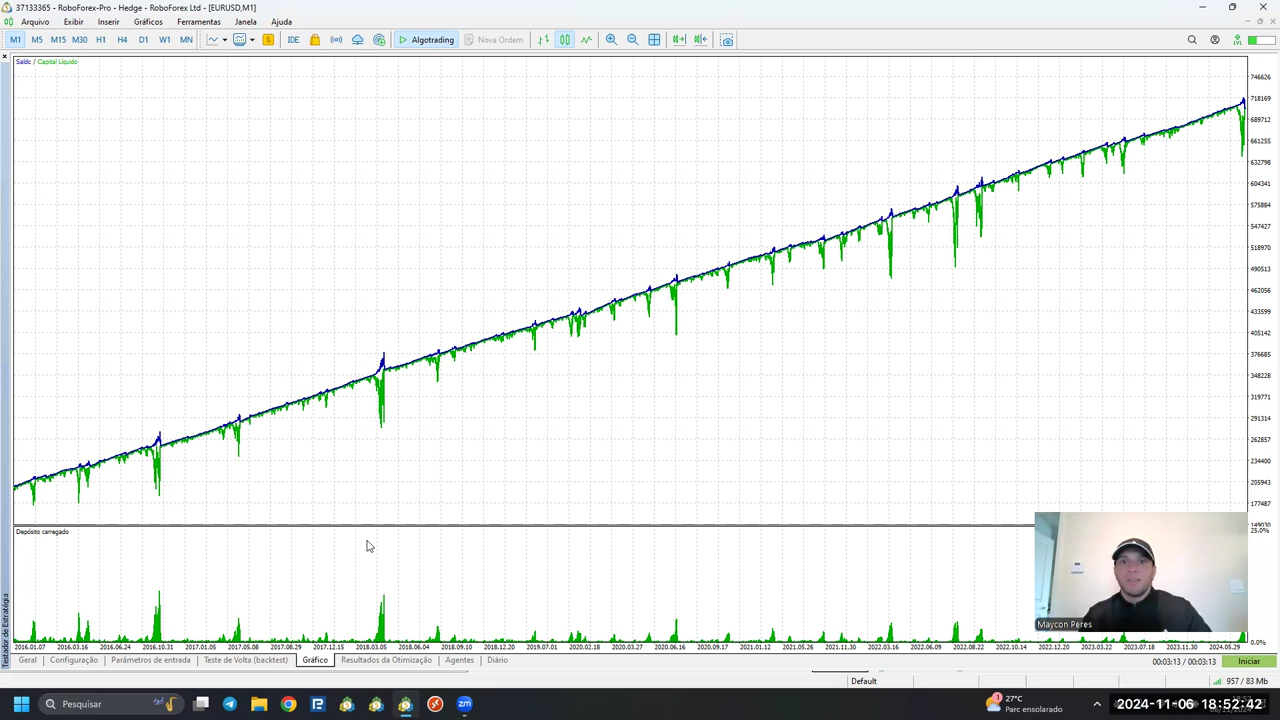 37133365 - RoboForex-Pro - Hedge - RoboForex Ltd - [EURUSD,M1]
Arquivo Exibir Inserir Gráficos Ferramentas Janela Ajuda
M1 M5 M15 M30 H1 H4 D1 W1 MN $ IDE Algotrading Nova Ordem LVL
Saldo / Capital Líquido
746626
718169
689712
661255
632798
604341
575884
547427
518970
490513
462056
433599
405142
376685
348228
319771
291314
262857
234400
205943
177487
149030
Depósito carregado
25.0%
0.0%
Maycon Peres
Testador de Estratégia
2016.01.07 2016.03.16 2016.06.24 2016.10.31 2017.05.05 2017.08.29 2017.12.15 2018.03.05 2018.06.04 2018.09.10 2018.12.26 2019.07.01 2020.02.18 2020.03.27 2020.06.16 2020.09.17 2021.01.12 2021.05.26 2021.11.30 2022.03.08 2022.06.09 2022.08.26 2022.10.14 2022.12.20 2023.03.22 2023.07.18 2023.11.30 2024.05.29
Geral Configuração Parâmetros de entrada Teste de Volta (backtest) Gráfico Resultados da Otimização Agentes Diário
00:03:13 / 00:03:13 Iniciar
Default 957 / 83 Mb
Pesquisar
1 27°C
Parc ensolarado
2024-11-06 18:52:42